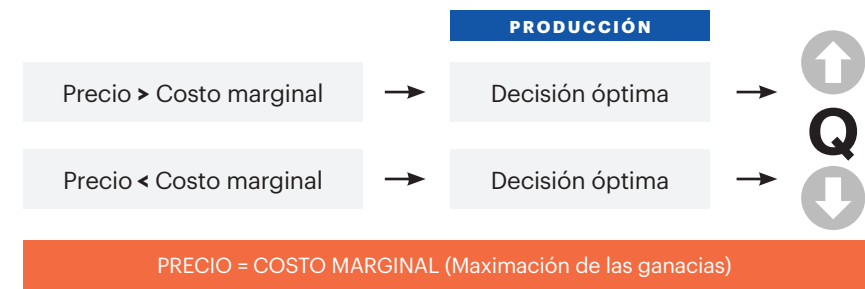 PRODUCCIÓN
Precio > Costo marginal → Decisión óptima →
Q
Precio < Costo marginal → Decisión óptima →
PRECIO = COSTO MARGINAL (Maximación de las ganacias)